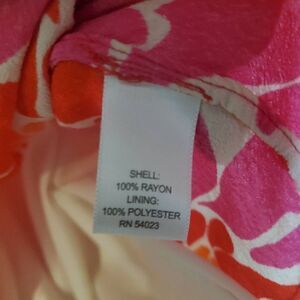 SHELL:
100% RAYON
LINING:
100% POLYESTER
RN 54023